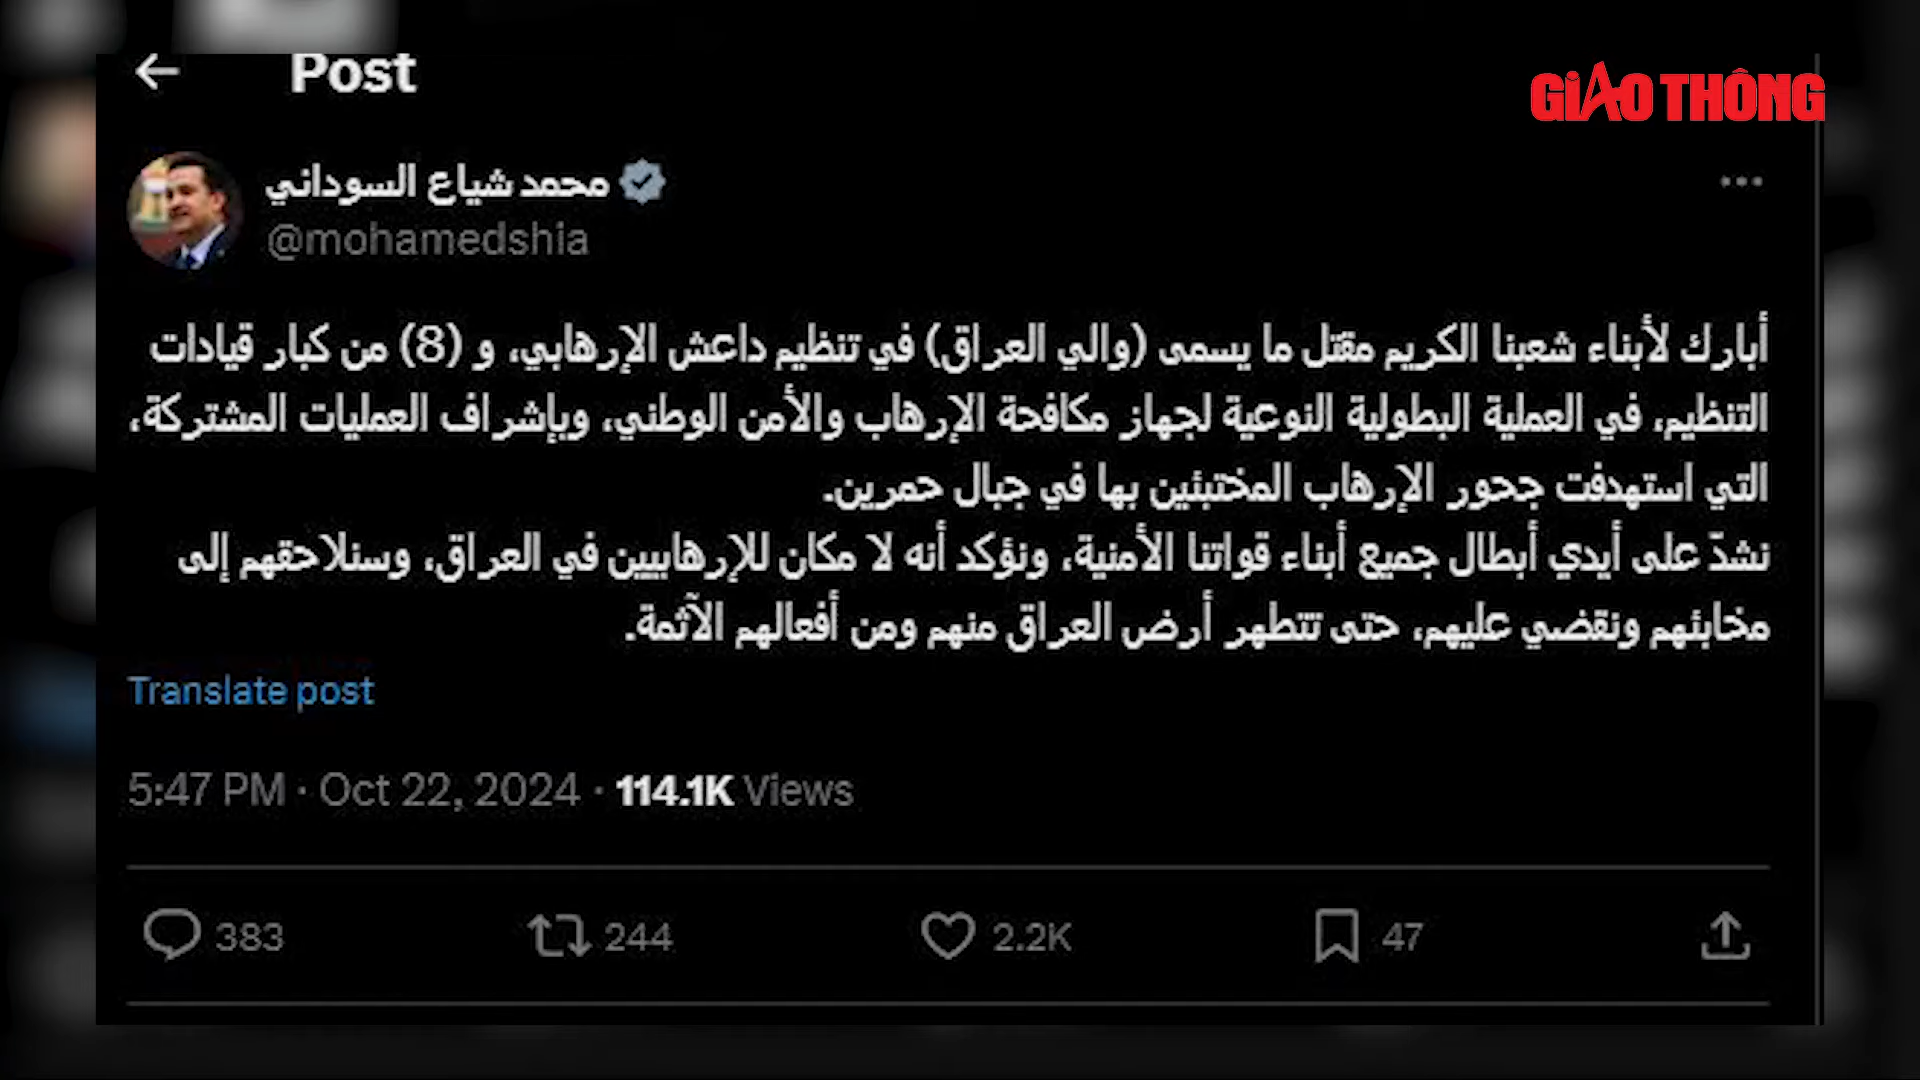 Post
GIAO THÔNG
محمد شياع السوداني
@mohamedshia
أبارك لأبناء شعبنا الكريم مقتل ما يسمى (والي العراق) في تنظيم داعش الإرهابي، و (8) من كبار قيادات
التنظيم، في العملية البطولية النوعية لجهاز مكافحة الإرهاب والأمن الوطني، وبإشراف العمليات المشتركة،
التي استهدفت جحور الإرهاب المختبئين بها في جبال حمرين.
نشدّ على أيدي أبطال جميع أبناء قواتنا الأمنية، ونؤكد أنه لا مكان للإرهابيين في العراق، وسنلاحقهم إلى
مخابئهم ونقضي عليهم، حتى تتطهر أرض العراق منهم ومن أفعالهم الآثمة.
Translate post
5:47 PM · Oct 22, 2024 · 114.1K Views
383 244 2.2K 47